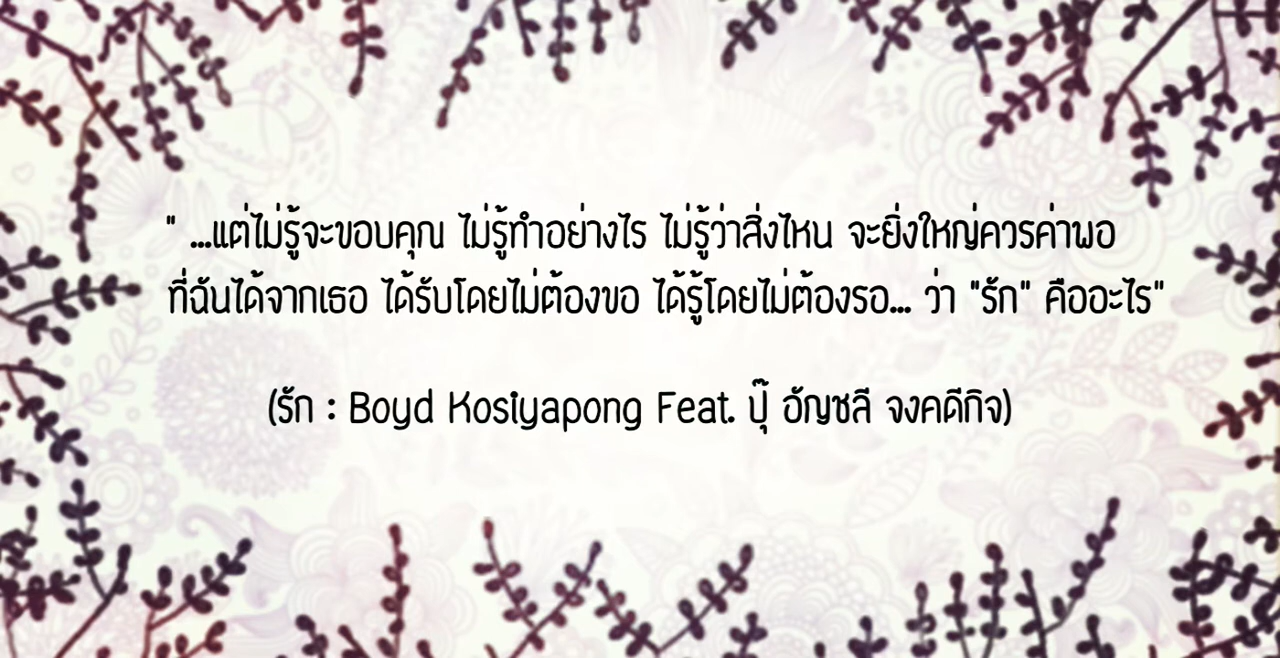 " ...แต่ไม่รู้จะขอบคุณ ไม่รู้ทำอย่างไร ไม่รู้ว่าสิ่งไหน จะยิ่งใหญ่ควรค่าพอ
ที่ฉันได้จากเธอ ได้รับโดยไม่ต้องขอ ได้รู้โดยไม่ต้องรอ... ว่า "รัก" คืออะไร"
(รัก : Boyd Kosiyapong Feat. ปุ๊ อัญชลี จงคดีกิจ)